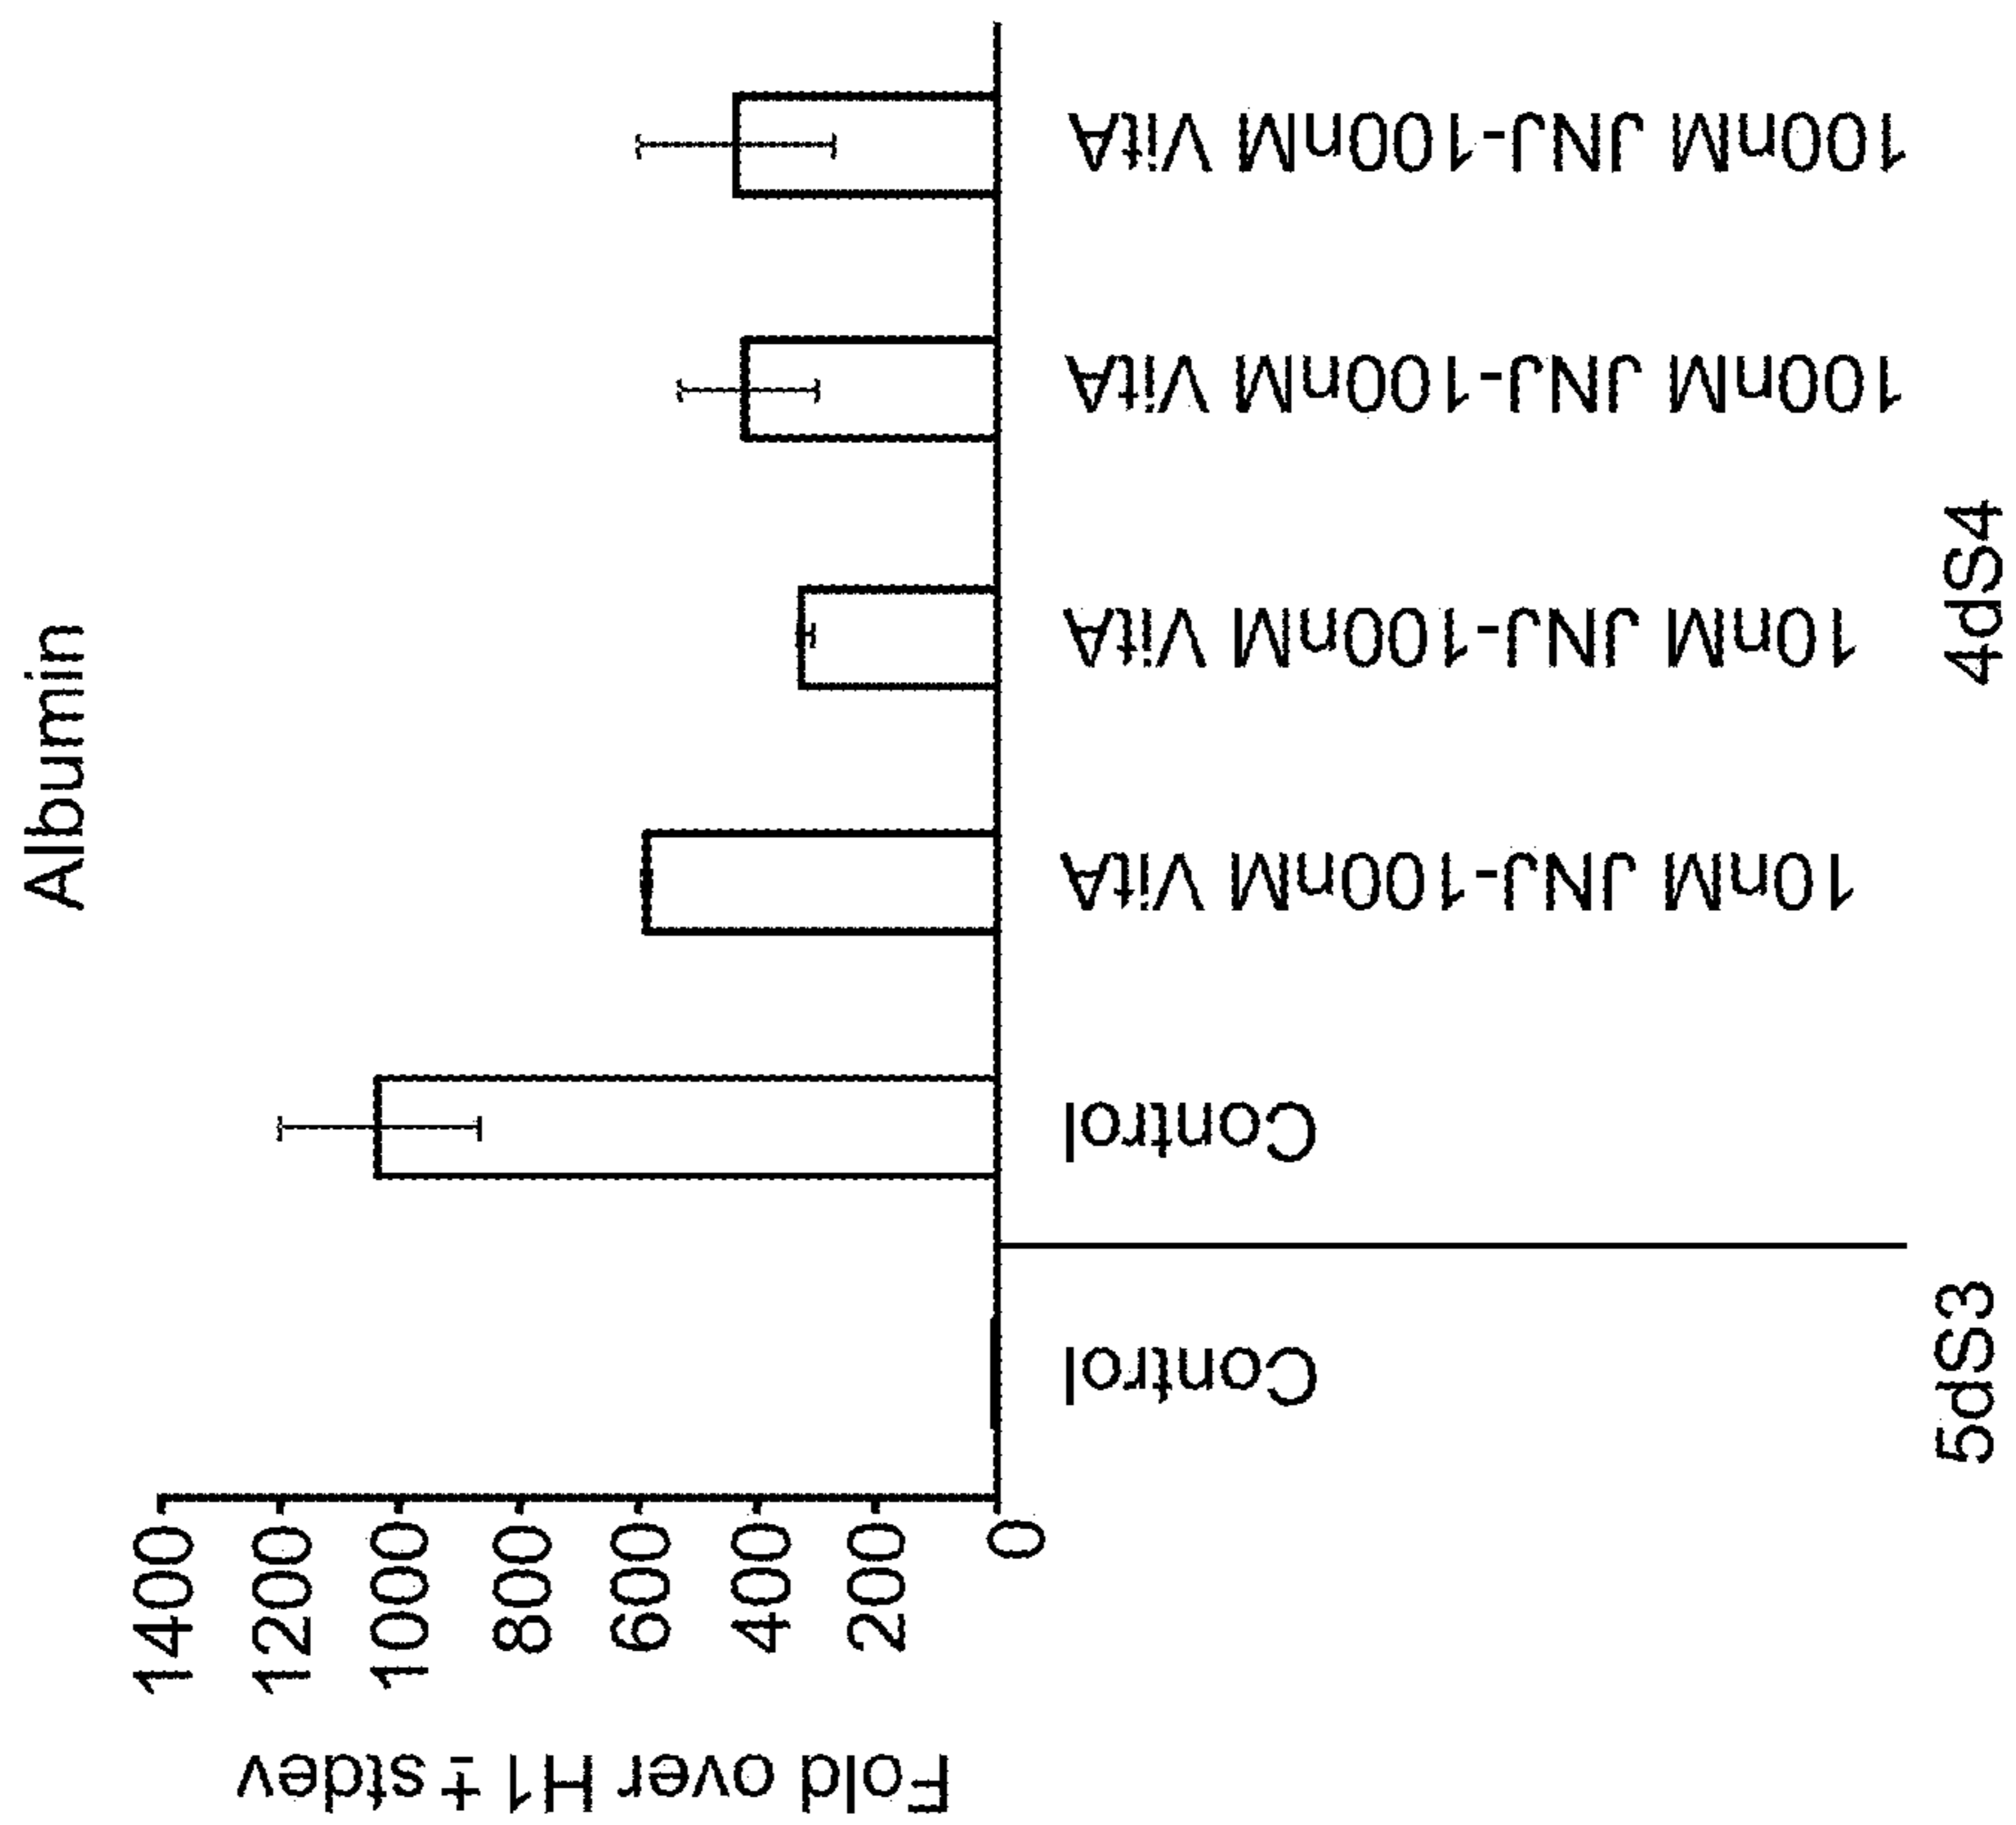 Albumin
Fold over H1 ± stdev
1400
1200
1000
800
600
400
200
0
Control
Control
10nM JNJ-100nM VitA
10nM JNJ-100nM VitA
100nM JNJ-100nM VitA
100nM JNJ-100nM VitA
5dS3
4dS4